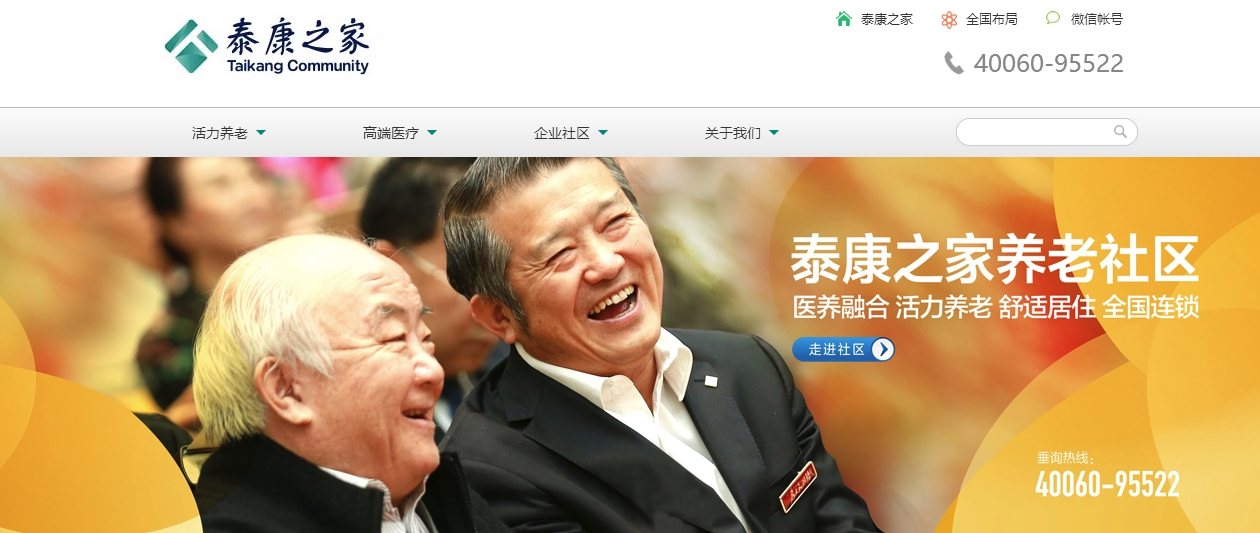 泰康之家
Taikang Community
泰康之家 全国布局 微信帐号
40060-95522
活力养老 高端医疗 企业社区 关于我们
泰康之家养老社区
医养融合 活力养老 舒适居住 全国连锁
走进社区
垂询热线:
40060-95522